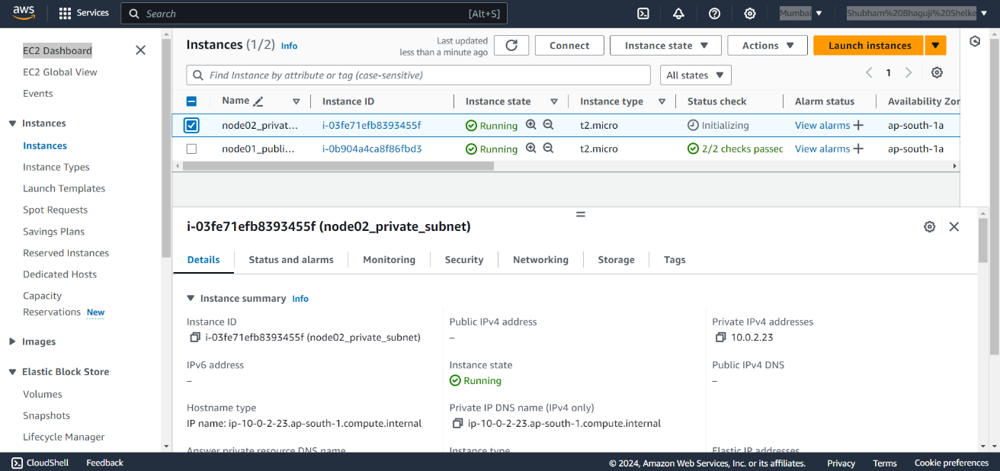 aws
Services
Search [Alt+S]
Mumbai
Shubham%20Bhaguji%20Shelke
EC2 Dashboard
EC2 Global View
Events
Instances
Instances
Instance Types
Launch Templates
Spot Requests
Savings Plans
Reserved Instances
Dedicated Hosts
Capacity
Reservations New
Images
Elastic Block Store
Volumes
Snapshots
Lifecycle Manager
Instances (1/2) Info
Last updated
less than a minute ago
Connect
Instance state
Actions
Launch instances
Find Instance by attribute or tag (case-sensitive)
All states
1
Name Instance ID Instance state Instance type Status check Alarm status Availability Zon
node02_privat... i-03fe71efb8393455f Running t2.micro Initializing View alarms ap-south-1a
node01_publi... i-0b904a4ca8f86fbd3 Running t2.micro 2/2 checks passed View alarms ap-south-1a
i-03fe71efb8393455f (node02_private_subnet)
Details Status and alarms Monitoring Security Networking Storage Tags
Instance summary Info
Instance ID
i-03fe71efb8393455f (node02_private_subnet)
Public IPv4 address
–
Private IPv4 addresses
10.0.2.23
IPv6 address
–
Instance state
Running
Public IPv4 DNS
–
Hostname type
IP name: ip-10-0-2-23.ap-south-1.compute.internal
Private IP DNS name (IPv4 only)
ip-10-0-2-23.ap-south-1.compute.internal
Answer private resource DNS name
Instance type
Elastic IP addresses
CloudShell Feedback
© 2024, Amazon Web Services, Inc. or its affiliates. Privacy Terms Cookie preferences